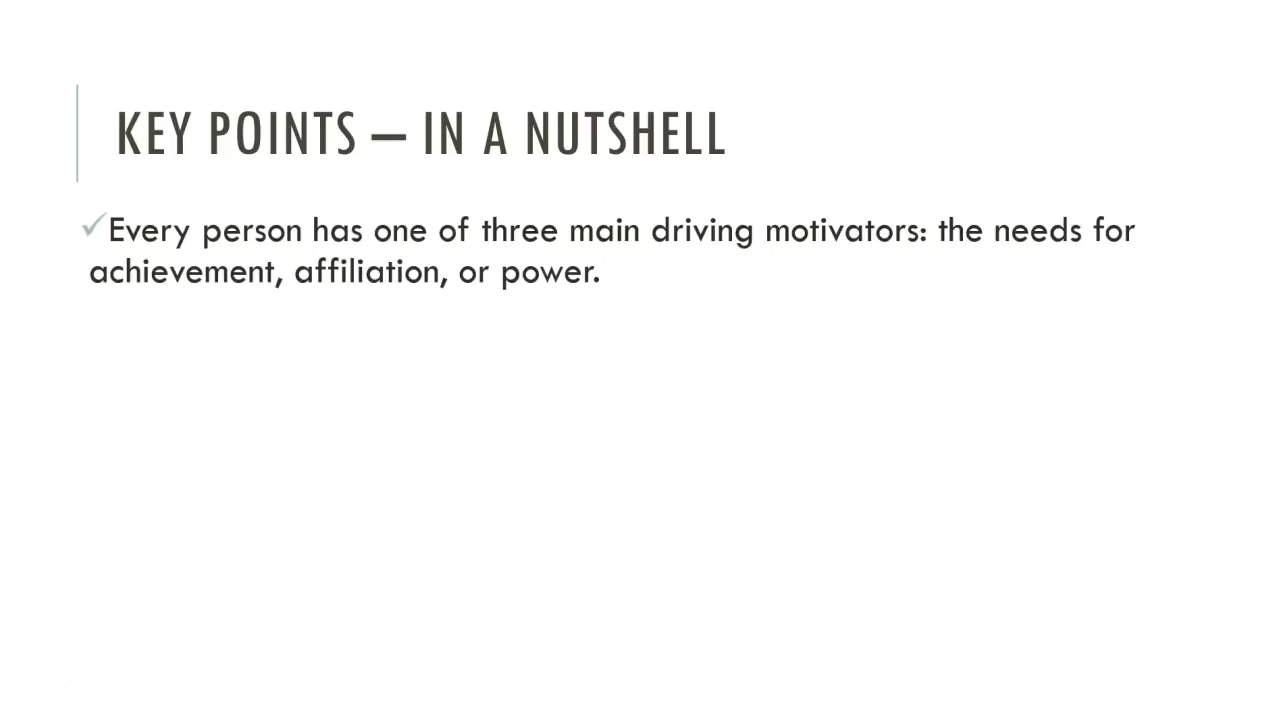 KEY POINTS – IN A NUTSHELL
✓Every person has one of three main driving motivators: the needs for
achievement, affiliation, or power.